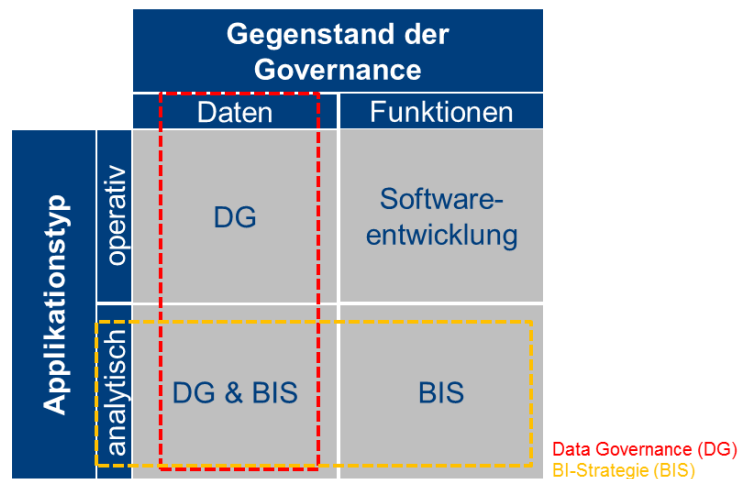 Gegenstand der
Governance
Daten
Funktionen
Applikationstyp
operativ
DG
Software-
entwicklung
analytisch
DG & BIS
BIS
Data Governance (DG)
BI-Strategie (BIS)